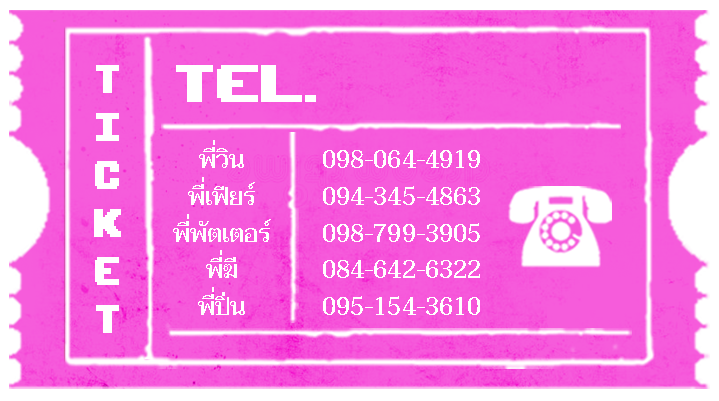 TICKET
TEL.
พี่วิน 098-064-4919
พี่เฟียร์ 094-345-4863
พี่พัตเตอร์ 098-799-3905
พี่ฆี 084-642-6322
พี่ปิ่น 095-154-3610